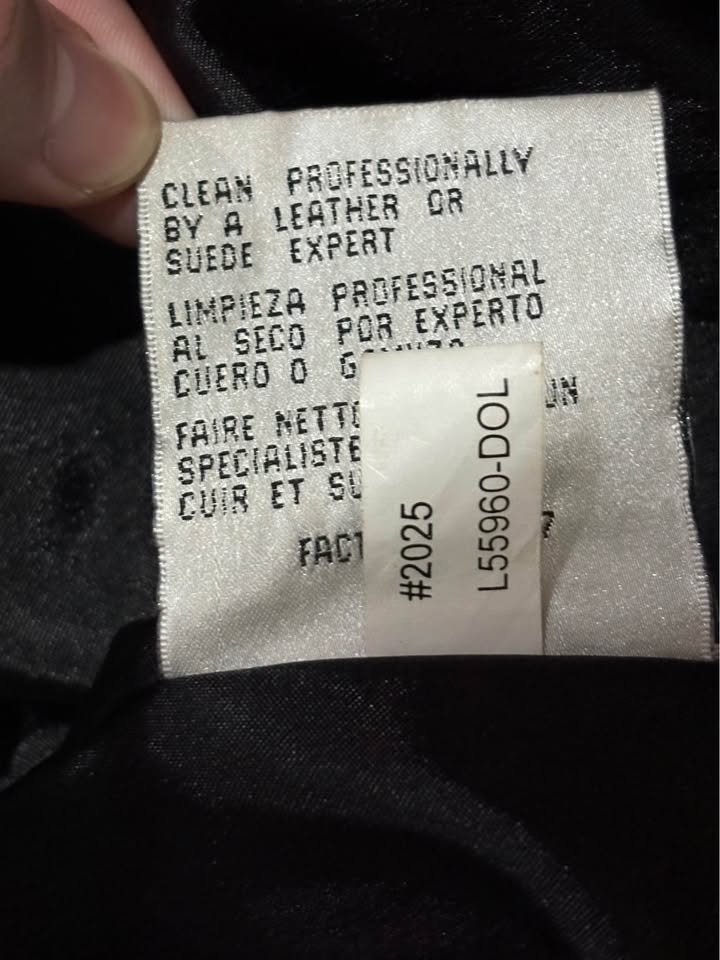 CLEAN PROFESSIONALLY
BY A LEATHER OR
SUEDE EXPERT
LIMPIEZA PROFESSIONAL
AL SECO POR EXPERTO
CUERO O
FAIRE
SPECIALISTE
CUIR ET
#2025
L55960-DOL